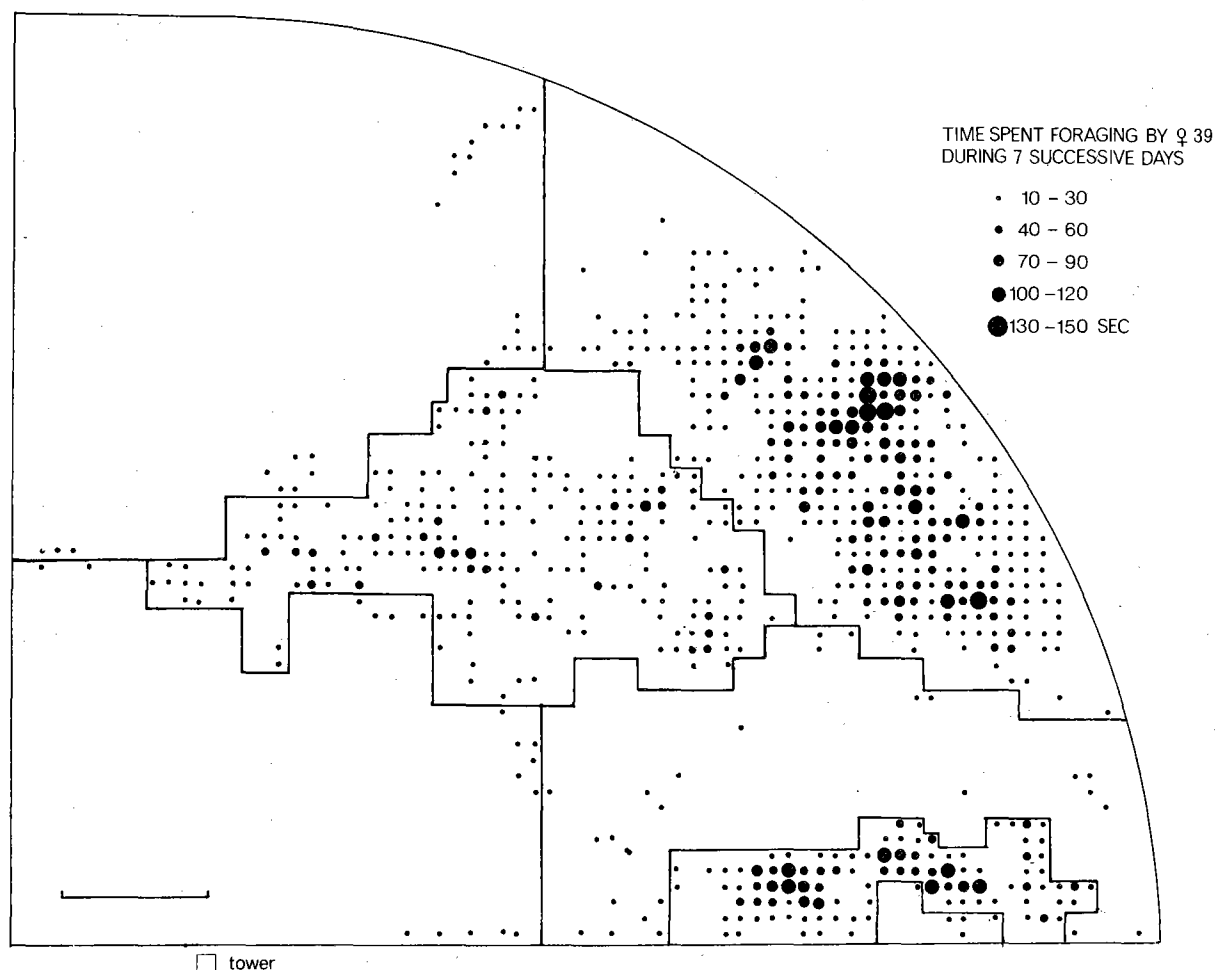 TIME SPENT FORAGING BY ♀ 39
DURING 7 SUCCESSIVE DAYS
10 – 30
40 – 60
70 – 90
100 – 120
130 – 150 SEC
tower